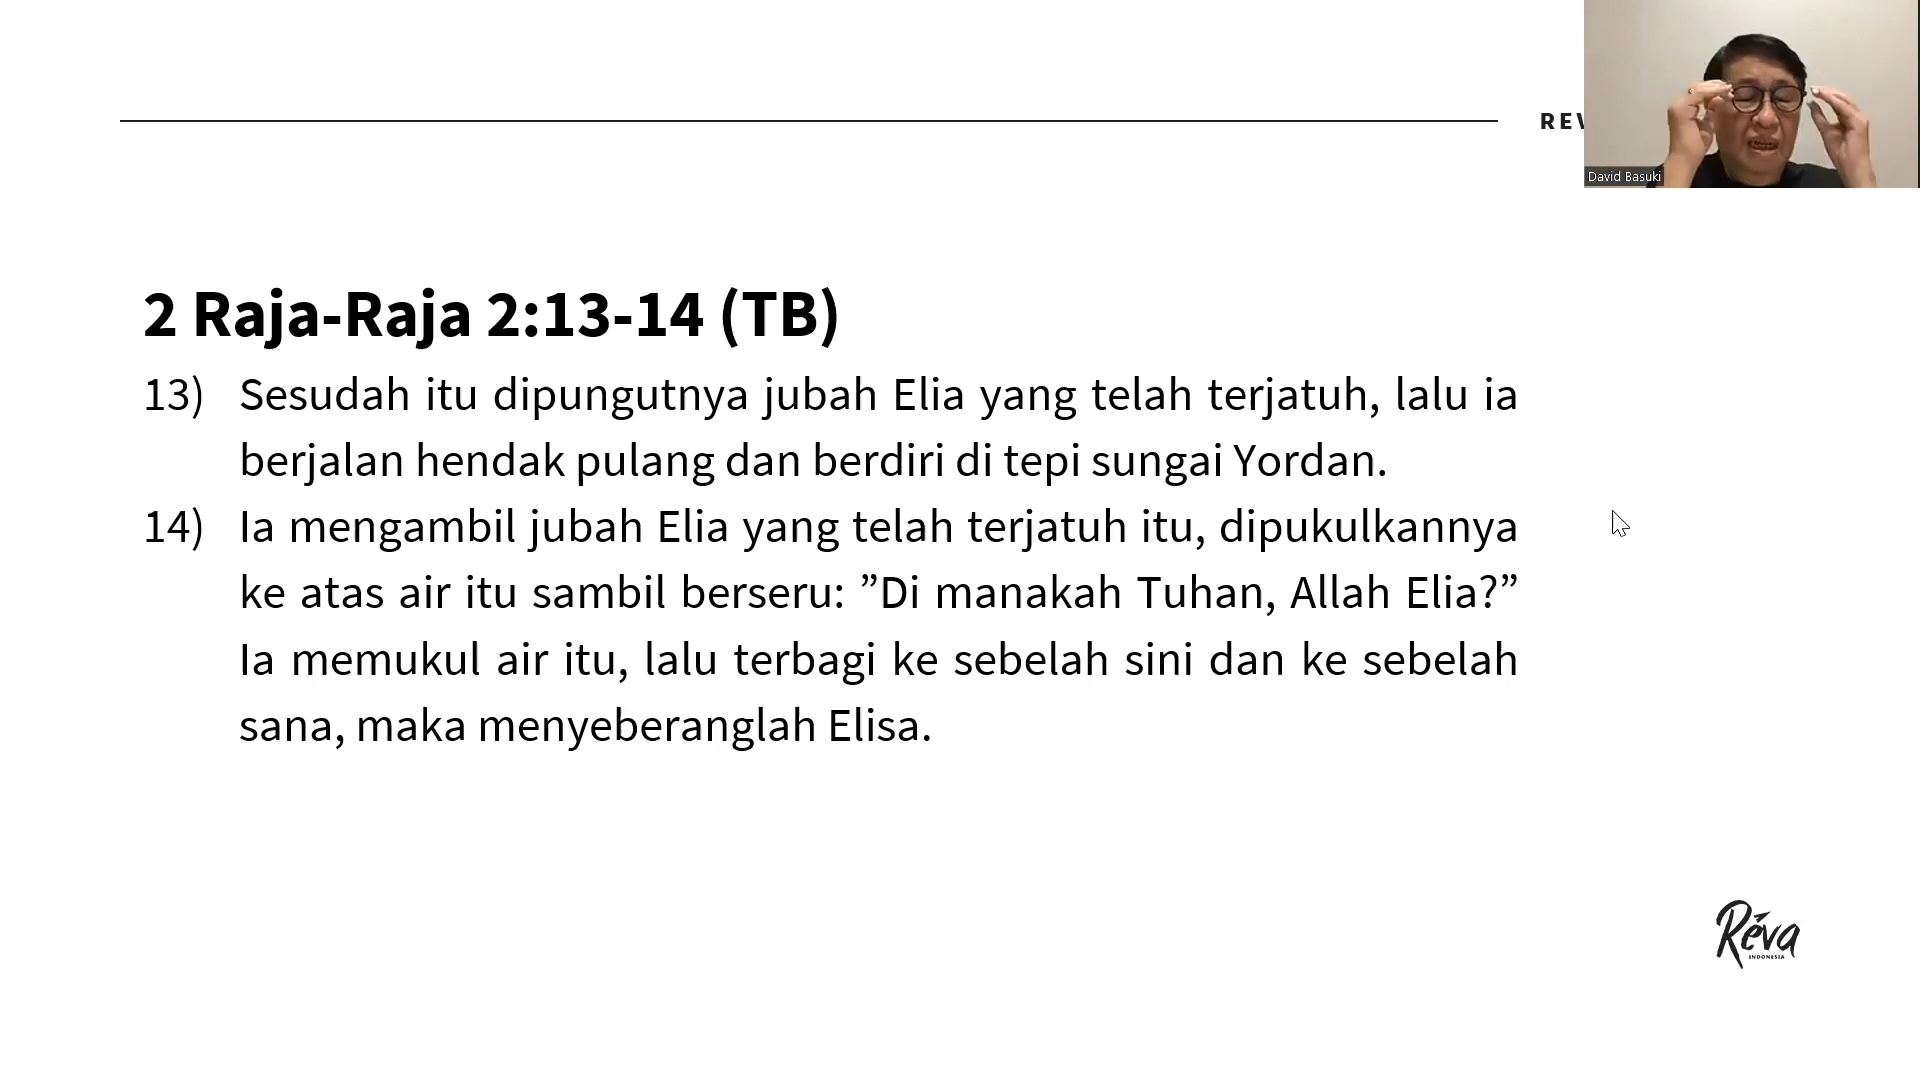 David Basuki
2 Raja-Raja 2:13-14 (TB)
13) Sesudah itu dipungutnya jubah Elia yang telah terjatuh, lalu ia
berjalan hendak pulang dan berdiri di tepi sungai Yordan.
14) Ia mengambil jubah Elia yang telah terjatuh itu, dipukulkannya
ke atas air itu sambil berseru: ”Di manakah Tuhan, Allah Elia?”
Ia memukul air itu, lalu terbagi ke sebelah sini dan ke sebelah
sana, maka menyeberanglah Elisa.
Réva
INDONESIA